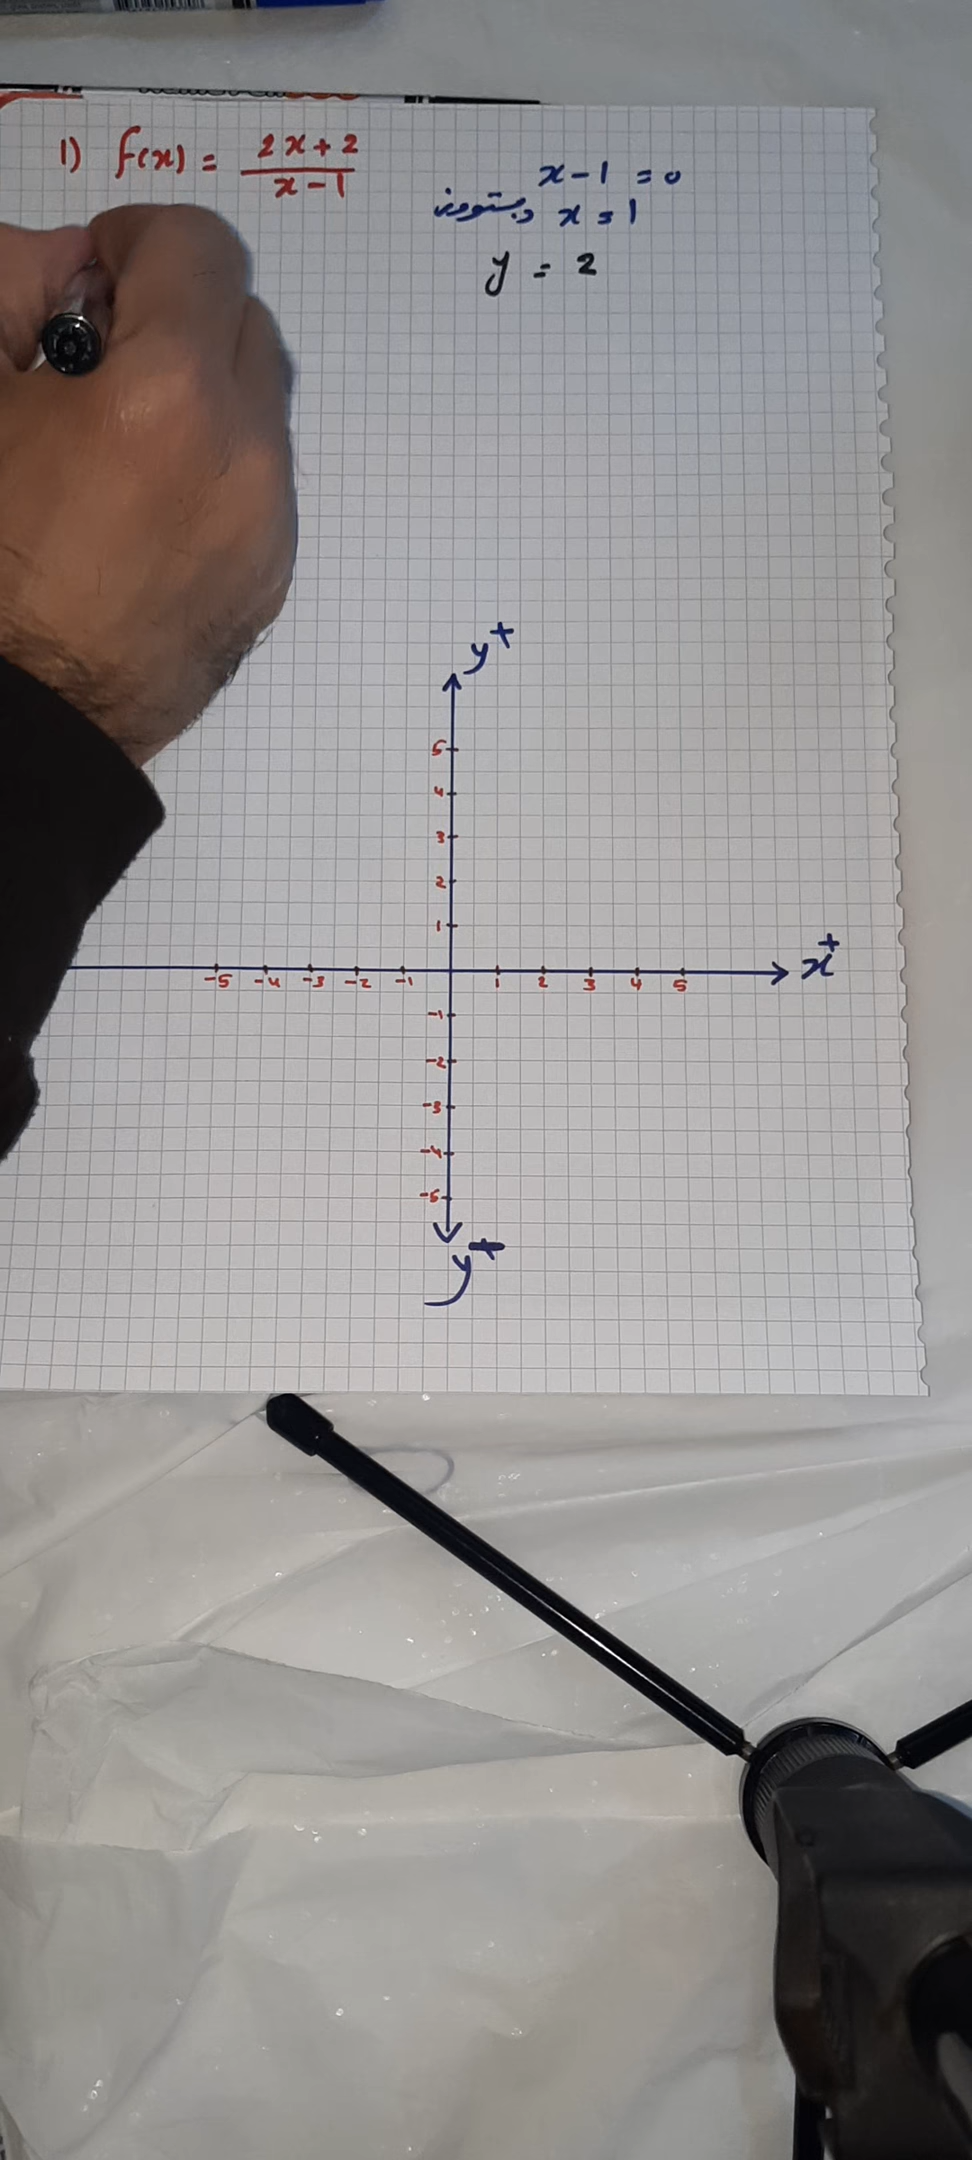 1) f(x) = 2x+2 / x-1
x-1 = 0
x = 1
y = 2
y+
5
4
3
2
1
x+
-5 -4 -3 -2 -1 1 2 3 4 5
-1
-2
-3
-4
-5
y